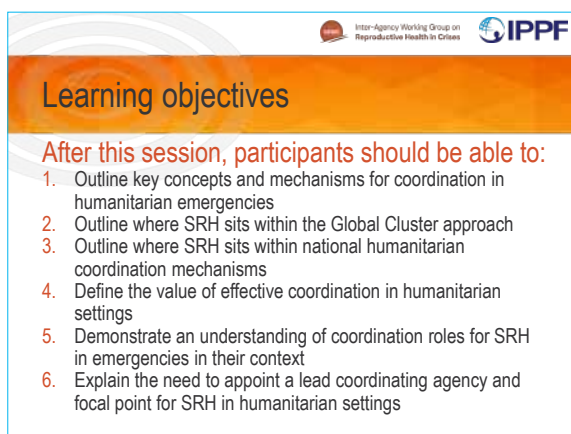 Inter-Agency Working Group on
Reproductive Health in Crises
IPPF
Learning objectives
After this session, participants should be able to:
1. Outline key concepts and mechanisms for coordination in
humanitarian emergencies
2. Outline where SRH sits within the Global Cluster approach
3. Outline where SRH sits within national humanitarian
coordination mechanisms
4. Define the value of effective coordination in humanitarian
settings
5. Demonstrate an understanding of coordination roles for SRH
in emergencies in their context
6. Explain the need to appoint a lead coordinating agency and
focal point for SRH in humanitarian settings